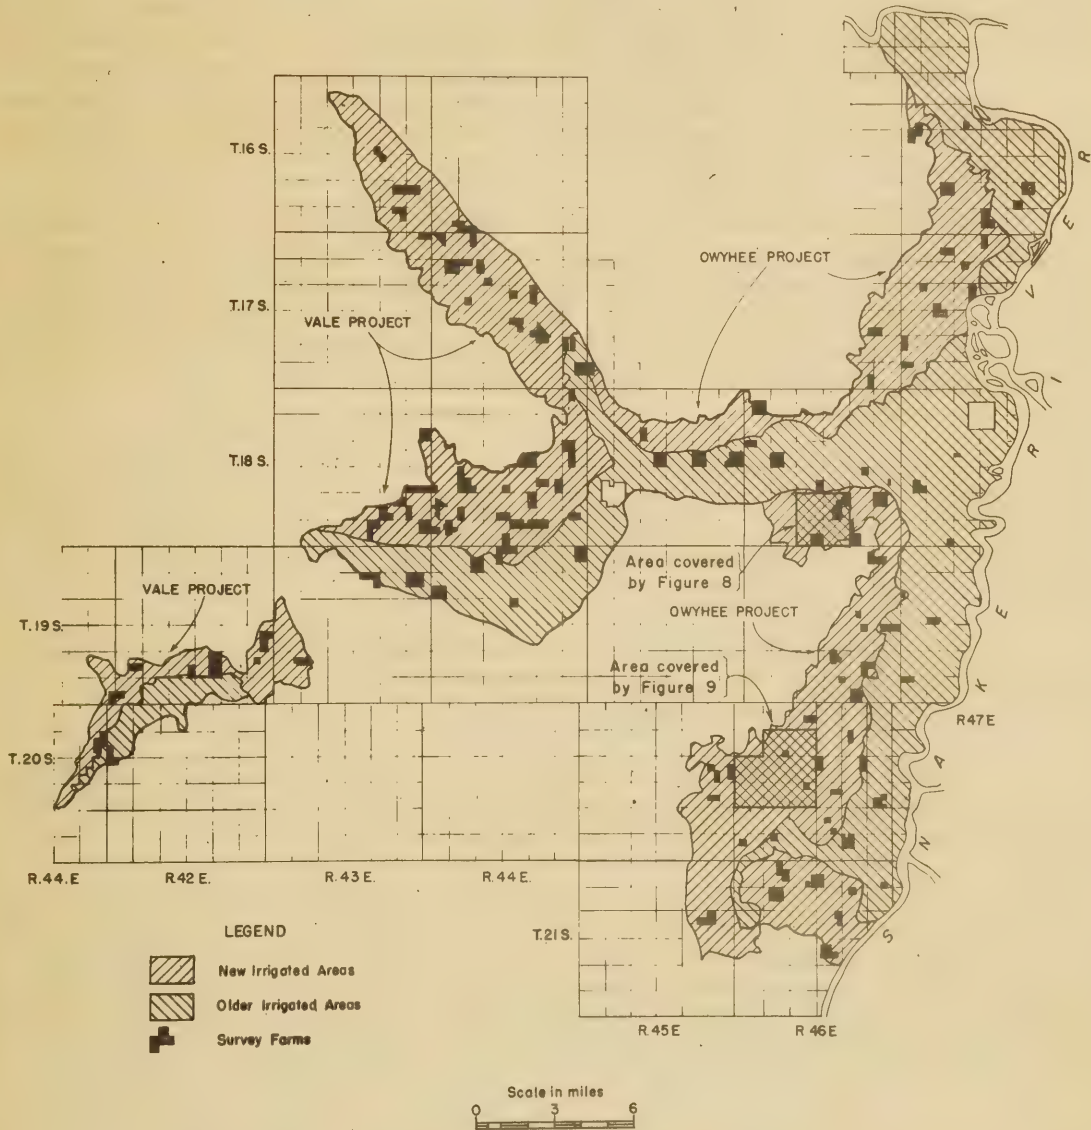 T.16 S.
OWYHEE PROJECT
T.17 S.
VALE PROJECT
T.18 S.
Area covered
by Figure 8
VALE PROJECT
OWYHEE PROJECT
T.19 S.
Area covered
by Figure 9
R47E
T.20 S.
R.44.E
R.42 E.
R.43 E.
R.44 E.
T.21 S.
R.45E
R.46E
SNAKE RIVER
LEGEND
New Irrigated Areas
Older Irrigated Areas
Survey Farms
Scale in miles
0 3 6